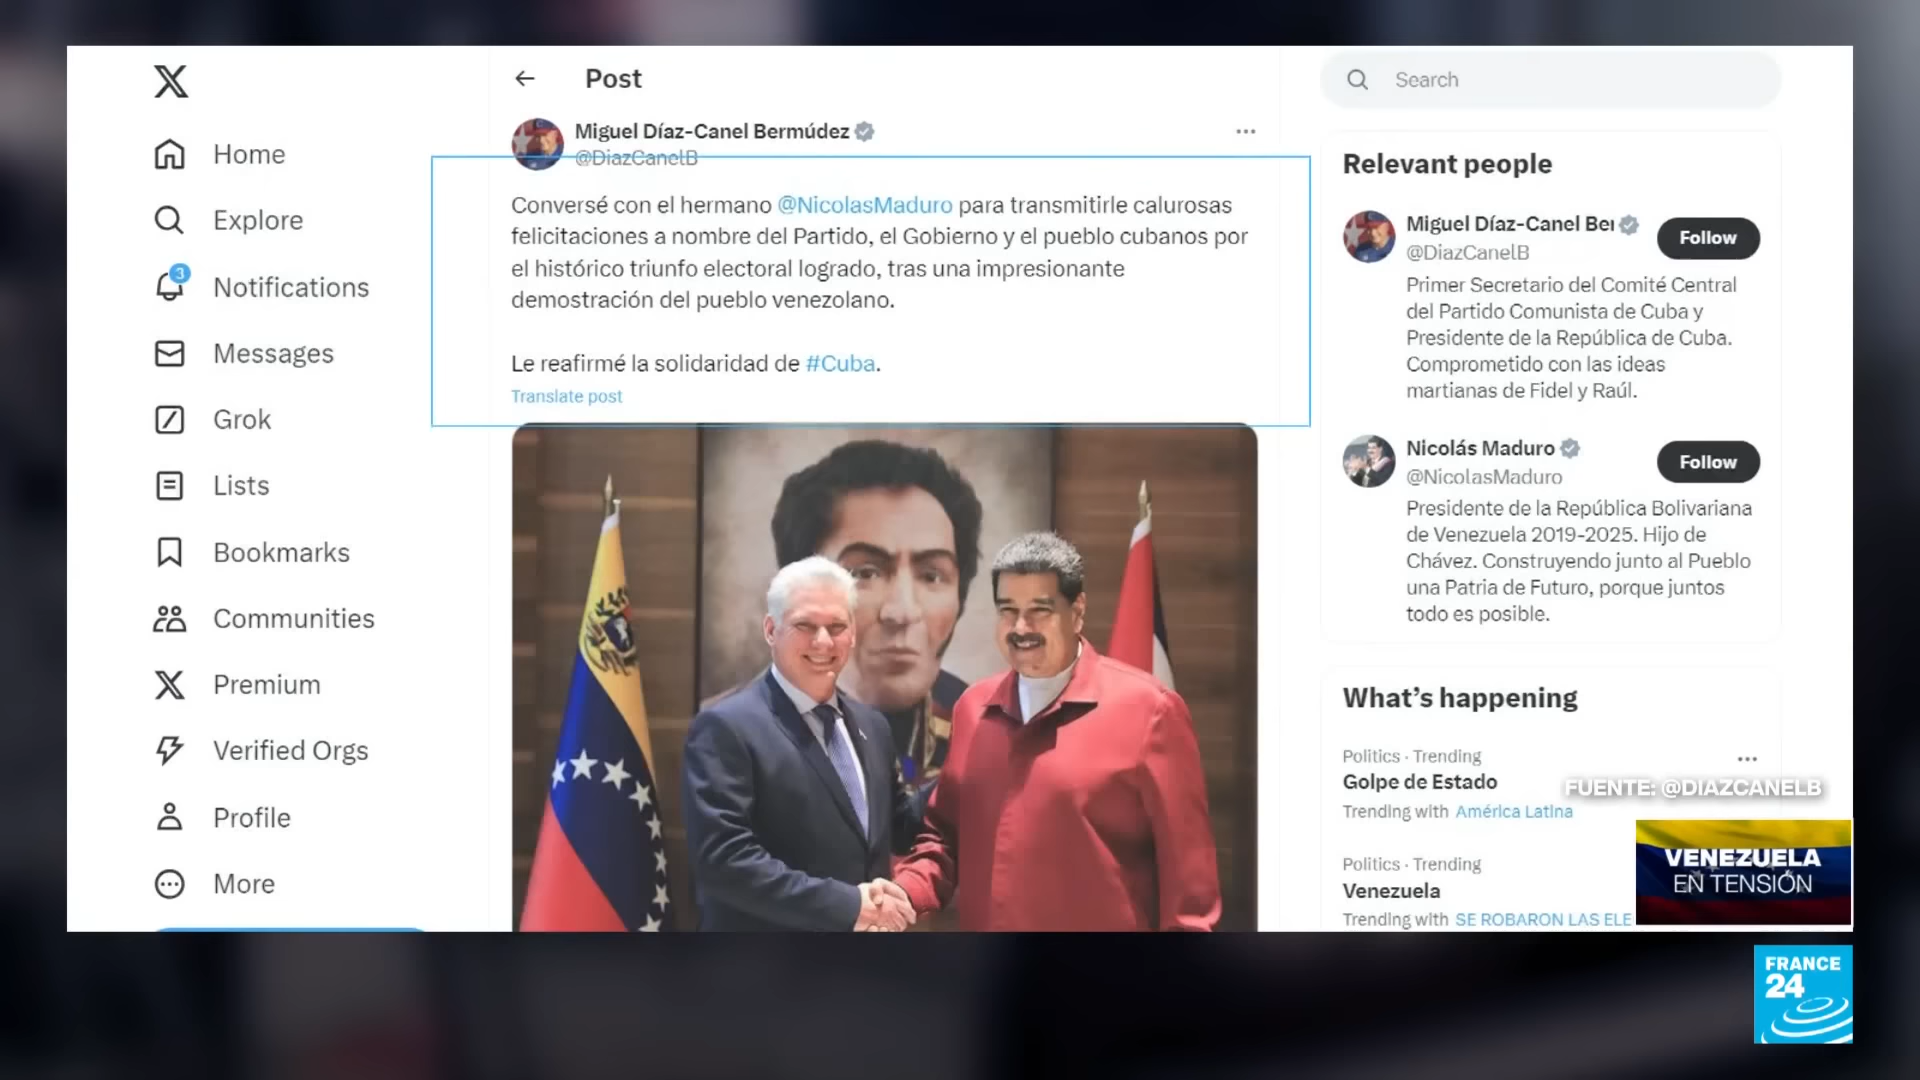 Home
Explore
3
Notifications
Messages
Grok
Lists
Bookmarks
Communities
Premium
Verified Orgs
Profile
More
Post
Miguel Díaz-Canel Bermúdez
@DiazCanelB
Conversé con el hermano @NicolasMaduro para transmitirle calurosas
felicitaciones a nombre del Partido, el Gobierno y el pueblo cubanos por
el histórico triunfo electoral logrado, tras una impresionante
demostración del pueblo venezolano.
Le reafirmé la solidaridad de #Cuba.
Translate post
Search
Relevant people
Miguel Díaz-Canel Ber
@DiazCanelB
Follow
Primer Secretario del Comité Central
del Partido Comunista de Cuba y
Presidente de la República de Cuba.
Comprometido con las ideas
martianas de Fidel y Raúl.
Nicolás Maduro
@NicolasMaduro
Follow
Presidente de la República Bolivariana
de Venezuela 2019-2025. Hijo de
Chávez. Construyendo junto al Pueblo
una Patria de Futuro, porque juntos
todo es posible.
What's happening
Politics · Trending
Golpe de Estado
Trending with América Latina
Politics · Trending
Venezuela
Trending with SE ROBARON LAS ELE
FUENTE: @DIAZCANELB
VENEZUELA
EN TENSIÓN
FRANCE
24